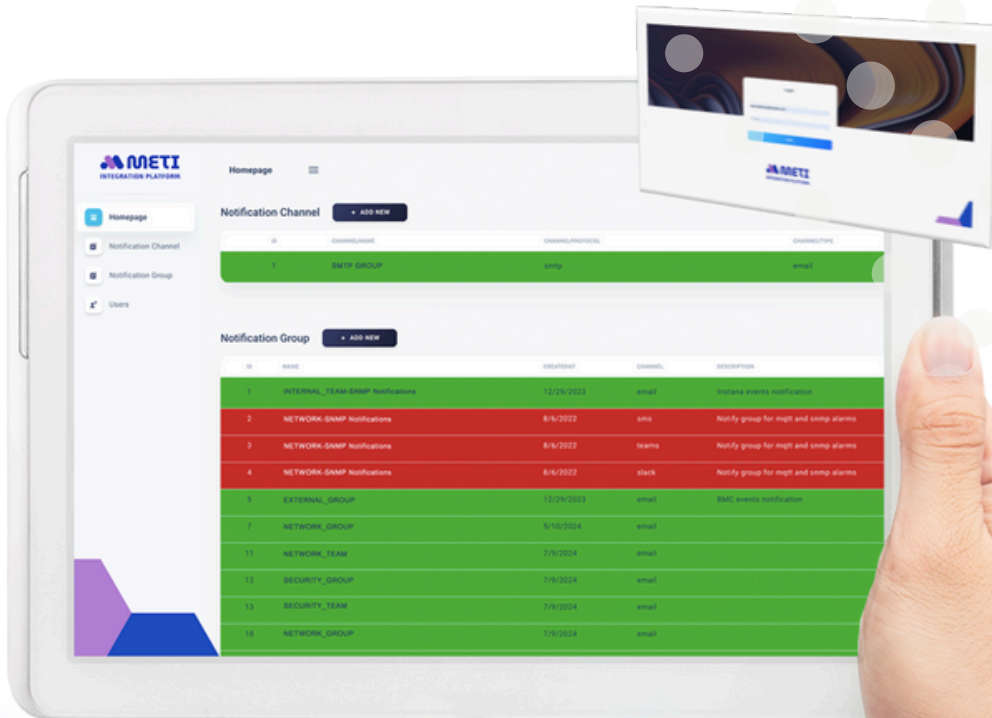 METI
INTEGRATION PLATFORM
Homepage
Homepage
Notification Channel
Notification Group
Users
Notification Channel + ADD NEW
ID CHANNELNAME CHANNELPROTOCOL CHANNELTYPE
1 SMTP GROUP smtp email
Notification Group + ADD NEW
ID NAME CREATEDAT CHANNEL DESCRIPTION
1 INTERNAL_TEAM-SNMP Notifications 12/29/2023 email Instana events notification
2 NETWORK-SNMP Notifications 8/6/2022 sms Notify group for mqtt and snmp alarms
3 NETWORK-SNMP Notifications 8/6/2022 teams Notify group for mqtt and snmp alarms
4 NETWORK-SNMP Notifications 8/6/2022 slack Notify group for mqtt and snmp alarms
5 EXTERNAL_GROUP 12/29/2023 email BMC events notification
7 NETWORK_GROUP 5/10/2024 email
11 NETWORK_TEAM 7/9/2024 email
12 SECURITY_GROUP 7/9/2024 email
13 SECURITY_TEAM 7/9/2024 email
18 NETWORK_GROUP 7/9/2024 email
Login
METI
INTEGRATION PLATFORM